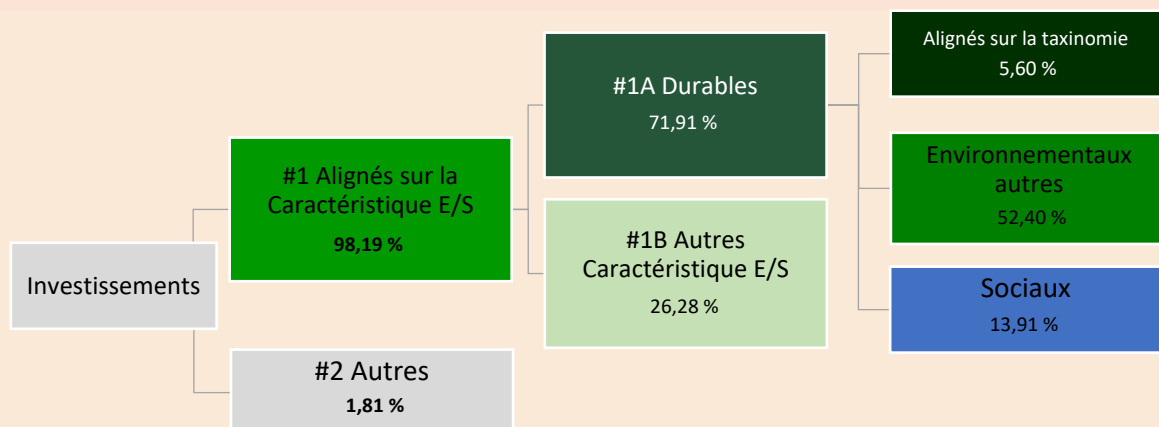 Investissements
#1 Alignés sur la
Caractéristique E/S
98,19 %
#2 Autres
1,81 %
#1A Durables
71,91 %
#1B Autres
Caractéristique E/S
26,28 %
Alignés sur la taxinomie
5,60 %
Environnementaux
autres
52,40 %
Sociaux
13,91 %